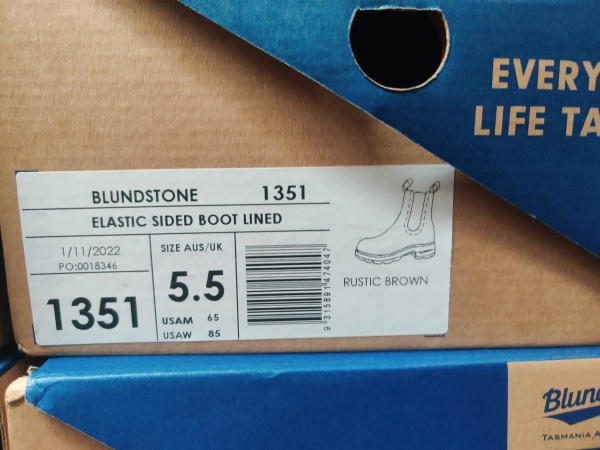 EVERY
LIFE TA
BLUNDSTONE 1351
ELASTIC SIDED BOOT LINED
1/11/2022
PO:0018346
1351
SIZE AUS/UK
5.5
USAM 65
USAW 85
9 315891 474047
RUSTIC BROWN
Blun
TASMANIA A